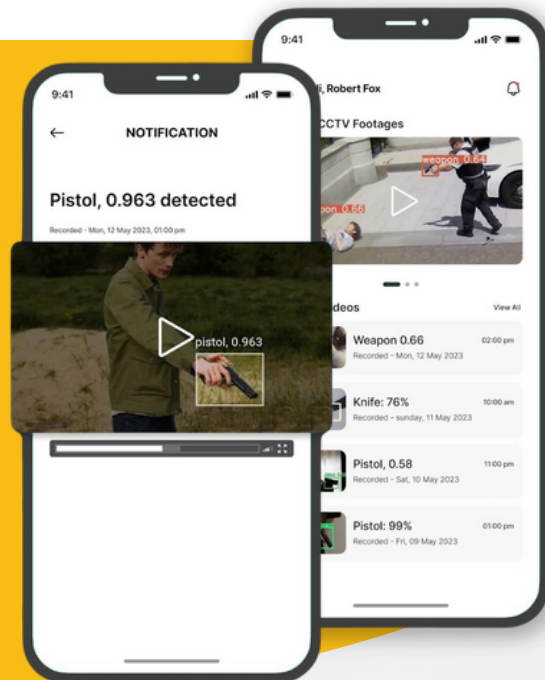 9:41
NOTIFICATION
Pistol, 0.963 detected
Recorded - Mon, 12 May 2023, 01:00 pm
pistol, 0.963
9:41
i, Robert Fox
CCTV Footages
weapon 0.64
pon 0.66
deos
View All
Weapon 0.66
02:00 pm
Recorded - Mon, 12 May 2023
Knife: 76%
10:00 am
Recorded - sunday, 11 May 2023
Pistol, 0.58
11:00 pm
Recorded - Sat, 10 May 2023
Pistol: 99%
01:00 pm
Recorded - Fri, 09 May 2023